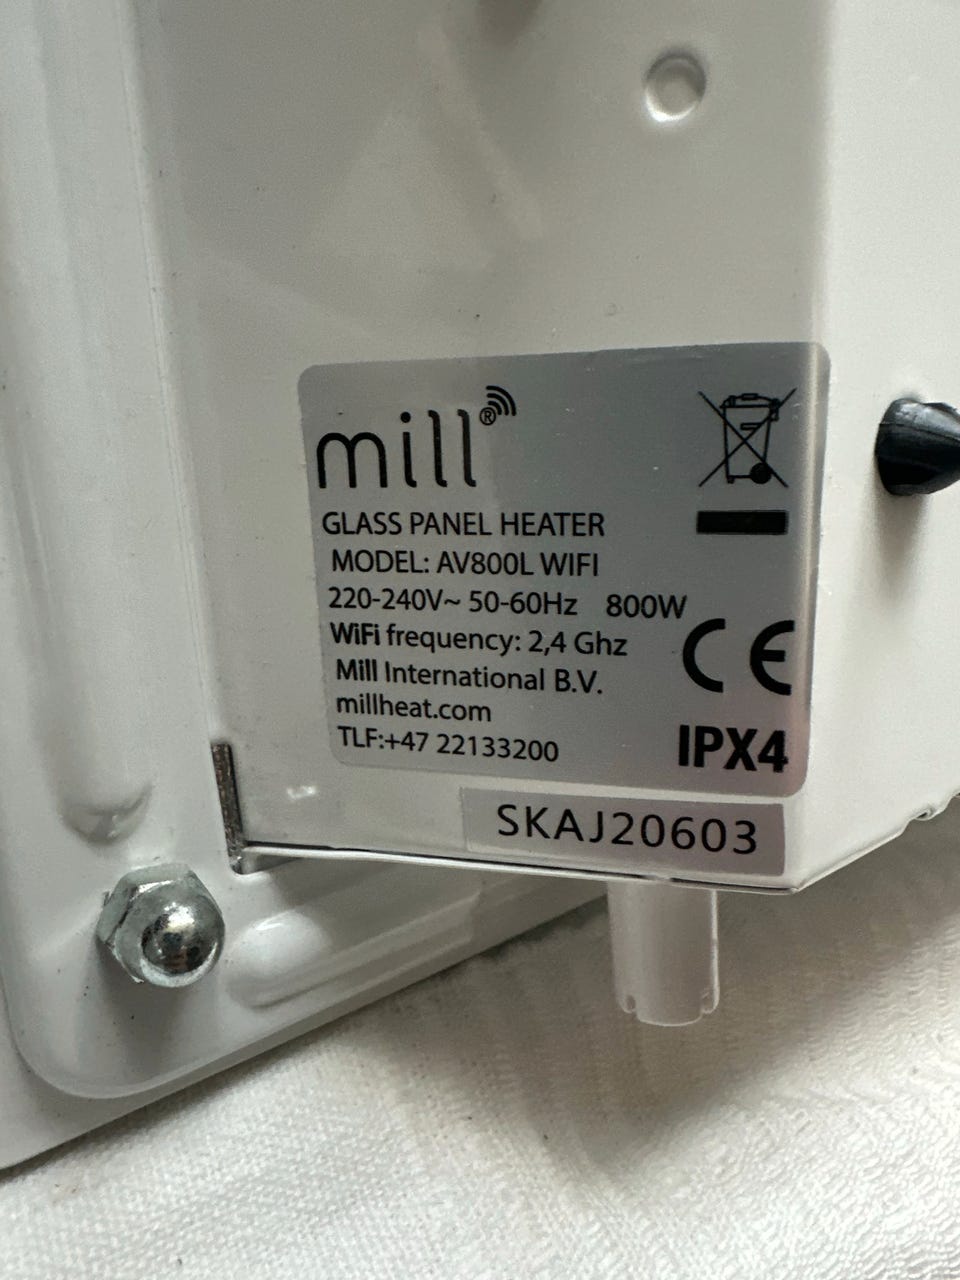 mill®
GLASS PANEL HEATER
MODEL: AV800L WIFI
220-240V~ 50-60Hz 800W
WiFi frequency: 2,4 Ghz
Mill International B.V.
millheat.com
TLF:+47 22133200
CE
IPX4
SKAJ20603